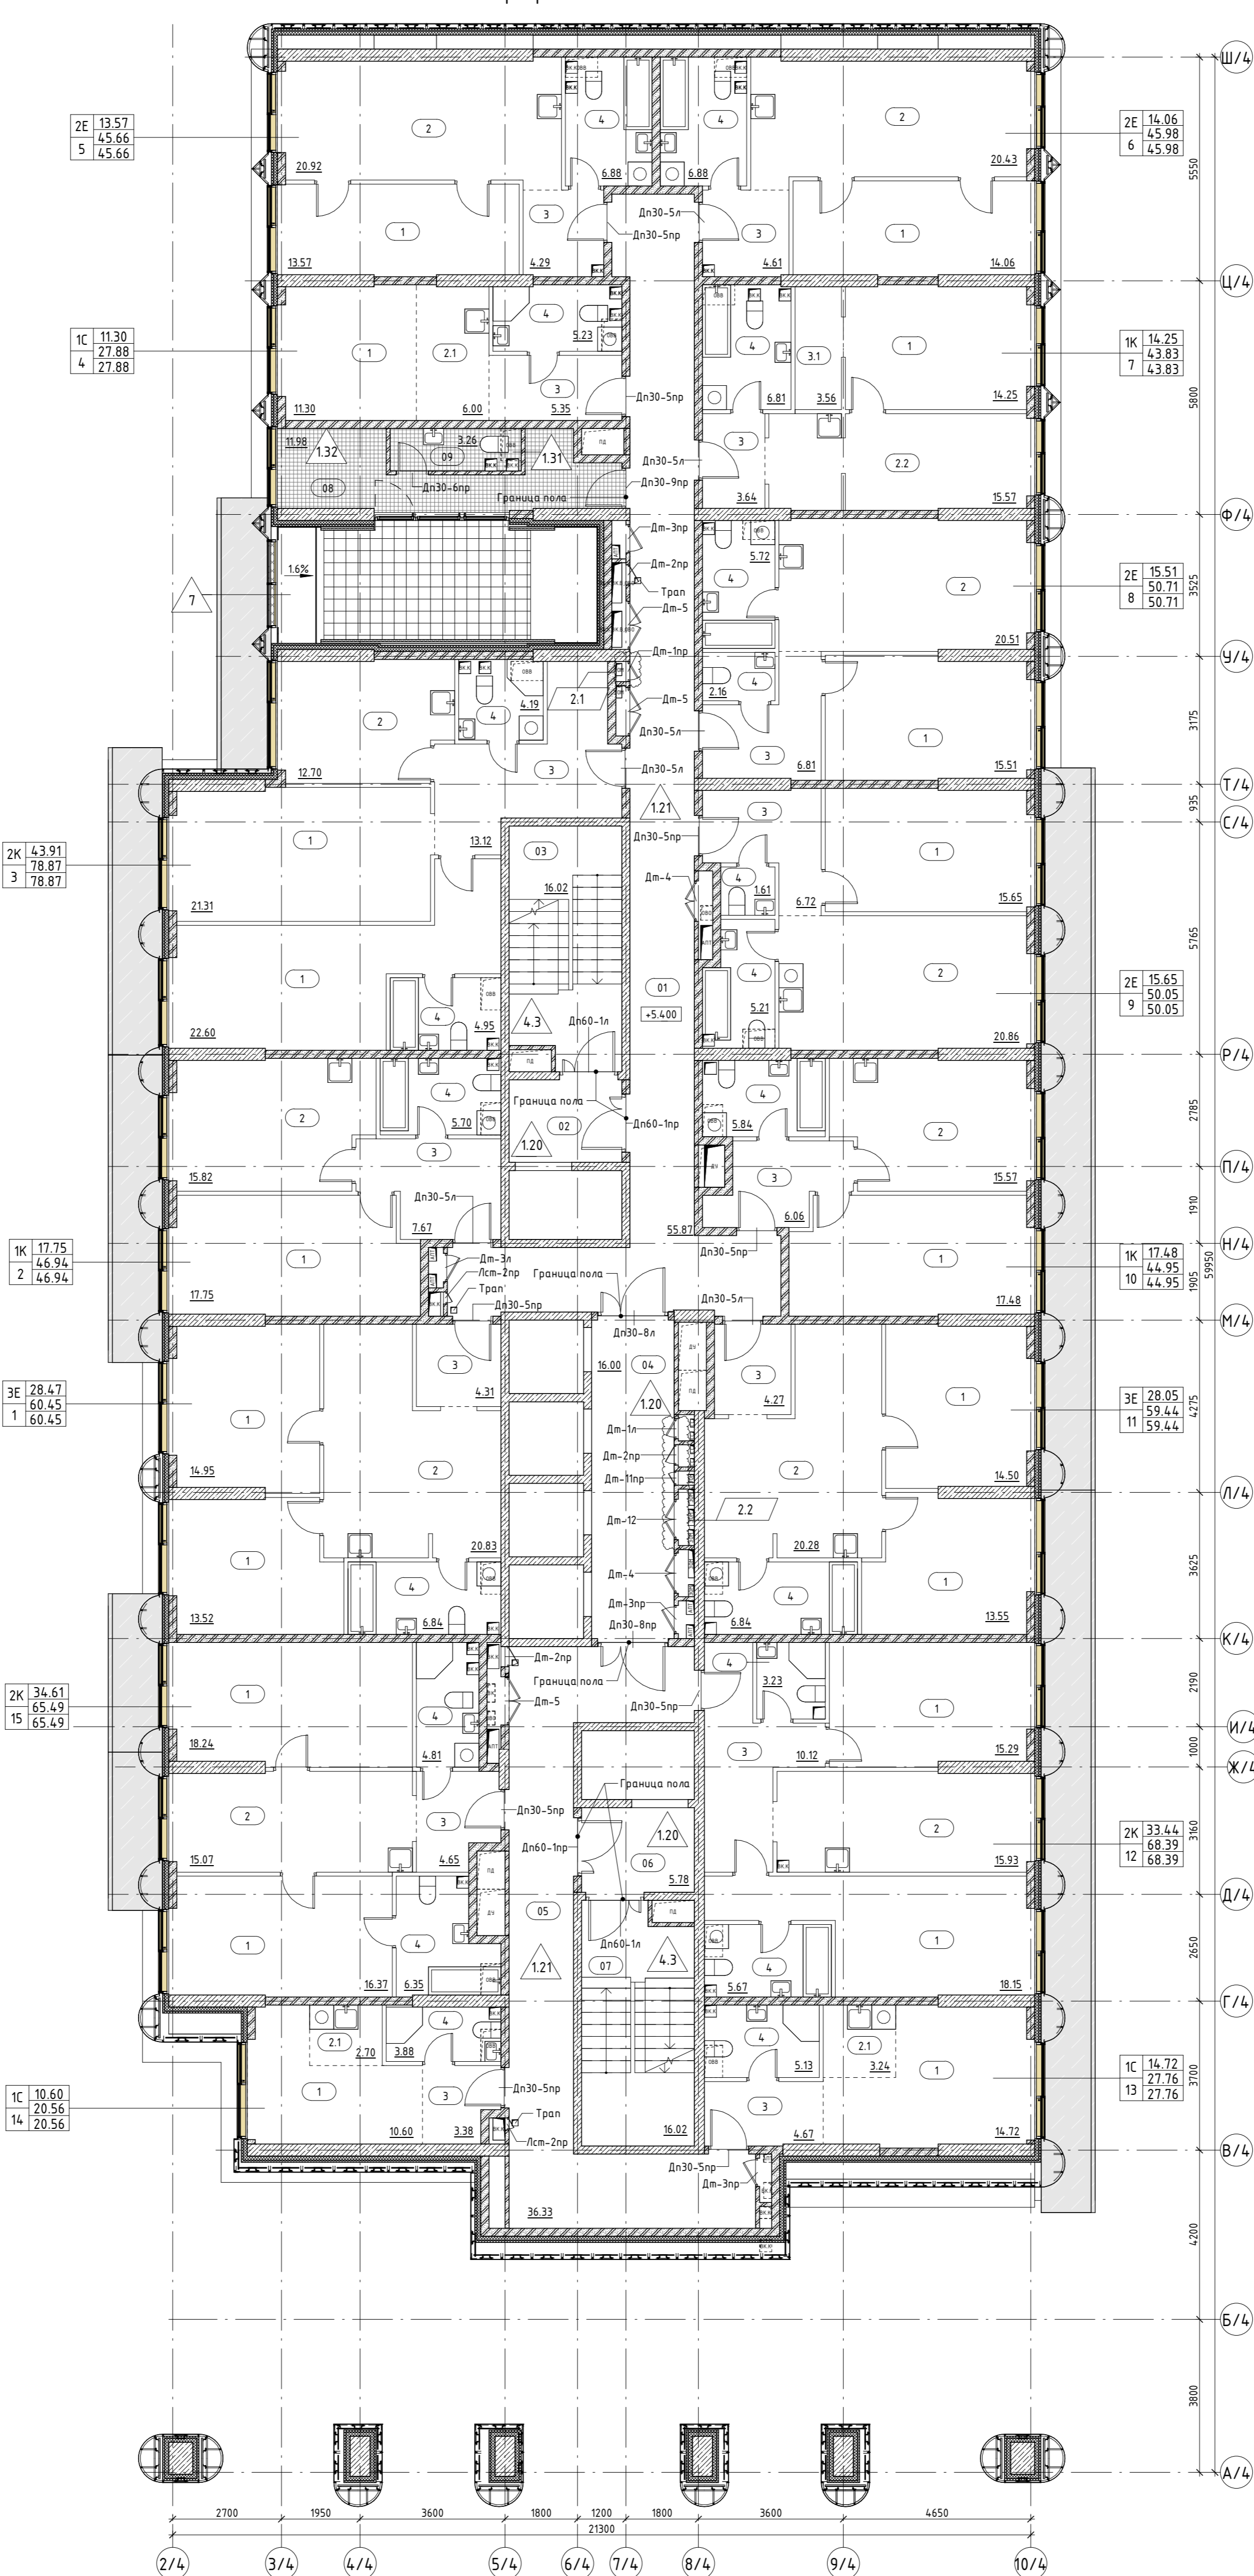 Ш/4
2Е 13.57
45.66
5 45.66
2Е 14.06
45.98
6 45.98
2
4
4
2
20.92
6.88
6.88
20.43
5550
3
Дп30-5л
Дп30-5пр
3
1
1
13.57
4.29
4.61
14.06
Ц/4
1С 11.30
27.88
4 27.88
1К 14.25
43.83
7 43.83
1
2.1
4
5.23
3
4
3.1
1
11.30
6.00
5.35
Дп30-5пр
6.81
3.56
14.25
5800
11.98
1.32
3.26
09
1.31
ПД
08
Дп30-6пр
Дп30-5л
Дп30-9пр
Граница пола
3
2.2
3.64
15.57
Ф/4
1.6%
7
Дт-3пр
Дт-2пр
Трап
Дт-5
Дт-1пр
5.72
4
2
20.51
2Е 15.51
50.71
8 50.71
3525
У/4
2
4
4.19
2.1
Дт-5
Дп30-5л
Дп30-5л
2.16
4
3
1
12.70
3
6.81
15.51
3175
Т/4
1.21
935
С/4
2К 43.91
78.87
3 78.87
1
13.12
21.31
03
16.02
Дп30-5пр
Дт-4
3
4
1.61
6.72
1
15.65
5765
1
4
22.60
4.95
4.3
Дп60-1л
01
+5.400
4
5.21
2
20.86
2Е 15.65
50.05
9 50.05
Р/4
ПД
Граница пола
2
4
5.70
3
15.82
02
1.20
Дп60-1пр
4
5.84
2
2785
П/4
ДУ
3
15.57
Дп30-5л
7.67
55.87
6.06
1910
Н/4
1К 17.75
46.94
2 46.94
1
17.75
Дт-3л
Лст-2пр
Трап
Дп30-5пр
Граница пола
Дп30-5пр
Дп30-5л
1
17.48
1К 17.48
44.95
10 44.95
1905
59950
М/4
3Е 28.47
60.45
1 60.45
3
4.31
1
14.95
2
Дп30-8л
16.00
04
1.20
ДУ
ПД
3
4.27
1
14.50
3Е 28.05
59.44
11 59.44
4275
Дт-1л
Дт-2пр
Дт-11пр
Дт-12
2
2.2
Л/4
1
20.83
4
13.52
6.84
Дт-4
Дт-3пр
Дп30-8пр
20.28
4
6.84
1
13.55
3625
К/4
2К 34.61
65.49
15 65.49
1
4
18.24
4.81
Дт-2пр
Граница пола
Дт-5
Дп30-5пр
4
3.23
1
3
10.12
15.29
2190
И/4
1000
Ж/4
2
3
15.07
4.65
Дп30-5пр
Дп60-1пр
Граница пола
1.20
06
5.78
2
15.93
2К 33.44
68.39
12 68.39
3160
Д/4
ПД
ДУ
05
1
4
16.37
6.35
1.21
Дп60-1л
ПД
07
4.3
4
5.67
1
18.15
2650
Г/4
2.1
2.70
3.88
4
1
3
10.60
3.38
1С 10.60
20.56
14 20.56
Дп30-5пр
Трап
Лст-2пр
16.02
4
5.13
2.1
3.24
1
3
4.67
14.72
1С 14.72
27.76
13 27.76
3700
В/4
Дп30-5пр
Дт-3пр
36.33
4200
Б/4
3800
А/4
2700 1950 3600 1800 1200 1800 3600 4650
21300
2/4 3/4 4/4 5/4 6/4 7/4 8/4 9/4 10/4